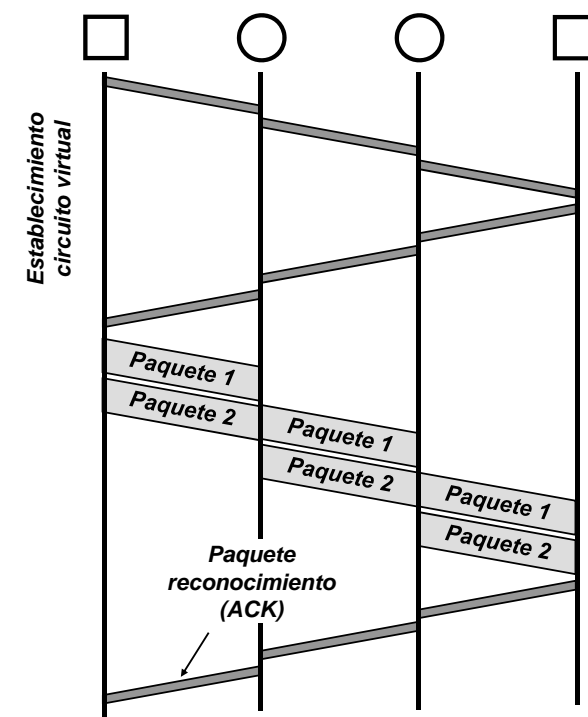 Establecimiento
circuito virtual
Paquete 1
Paquete 2
Paquete 1
Paquete 2
Paquete 1
Paquete 2
Paquete
reconocimiento
(ACK)